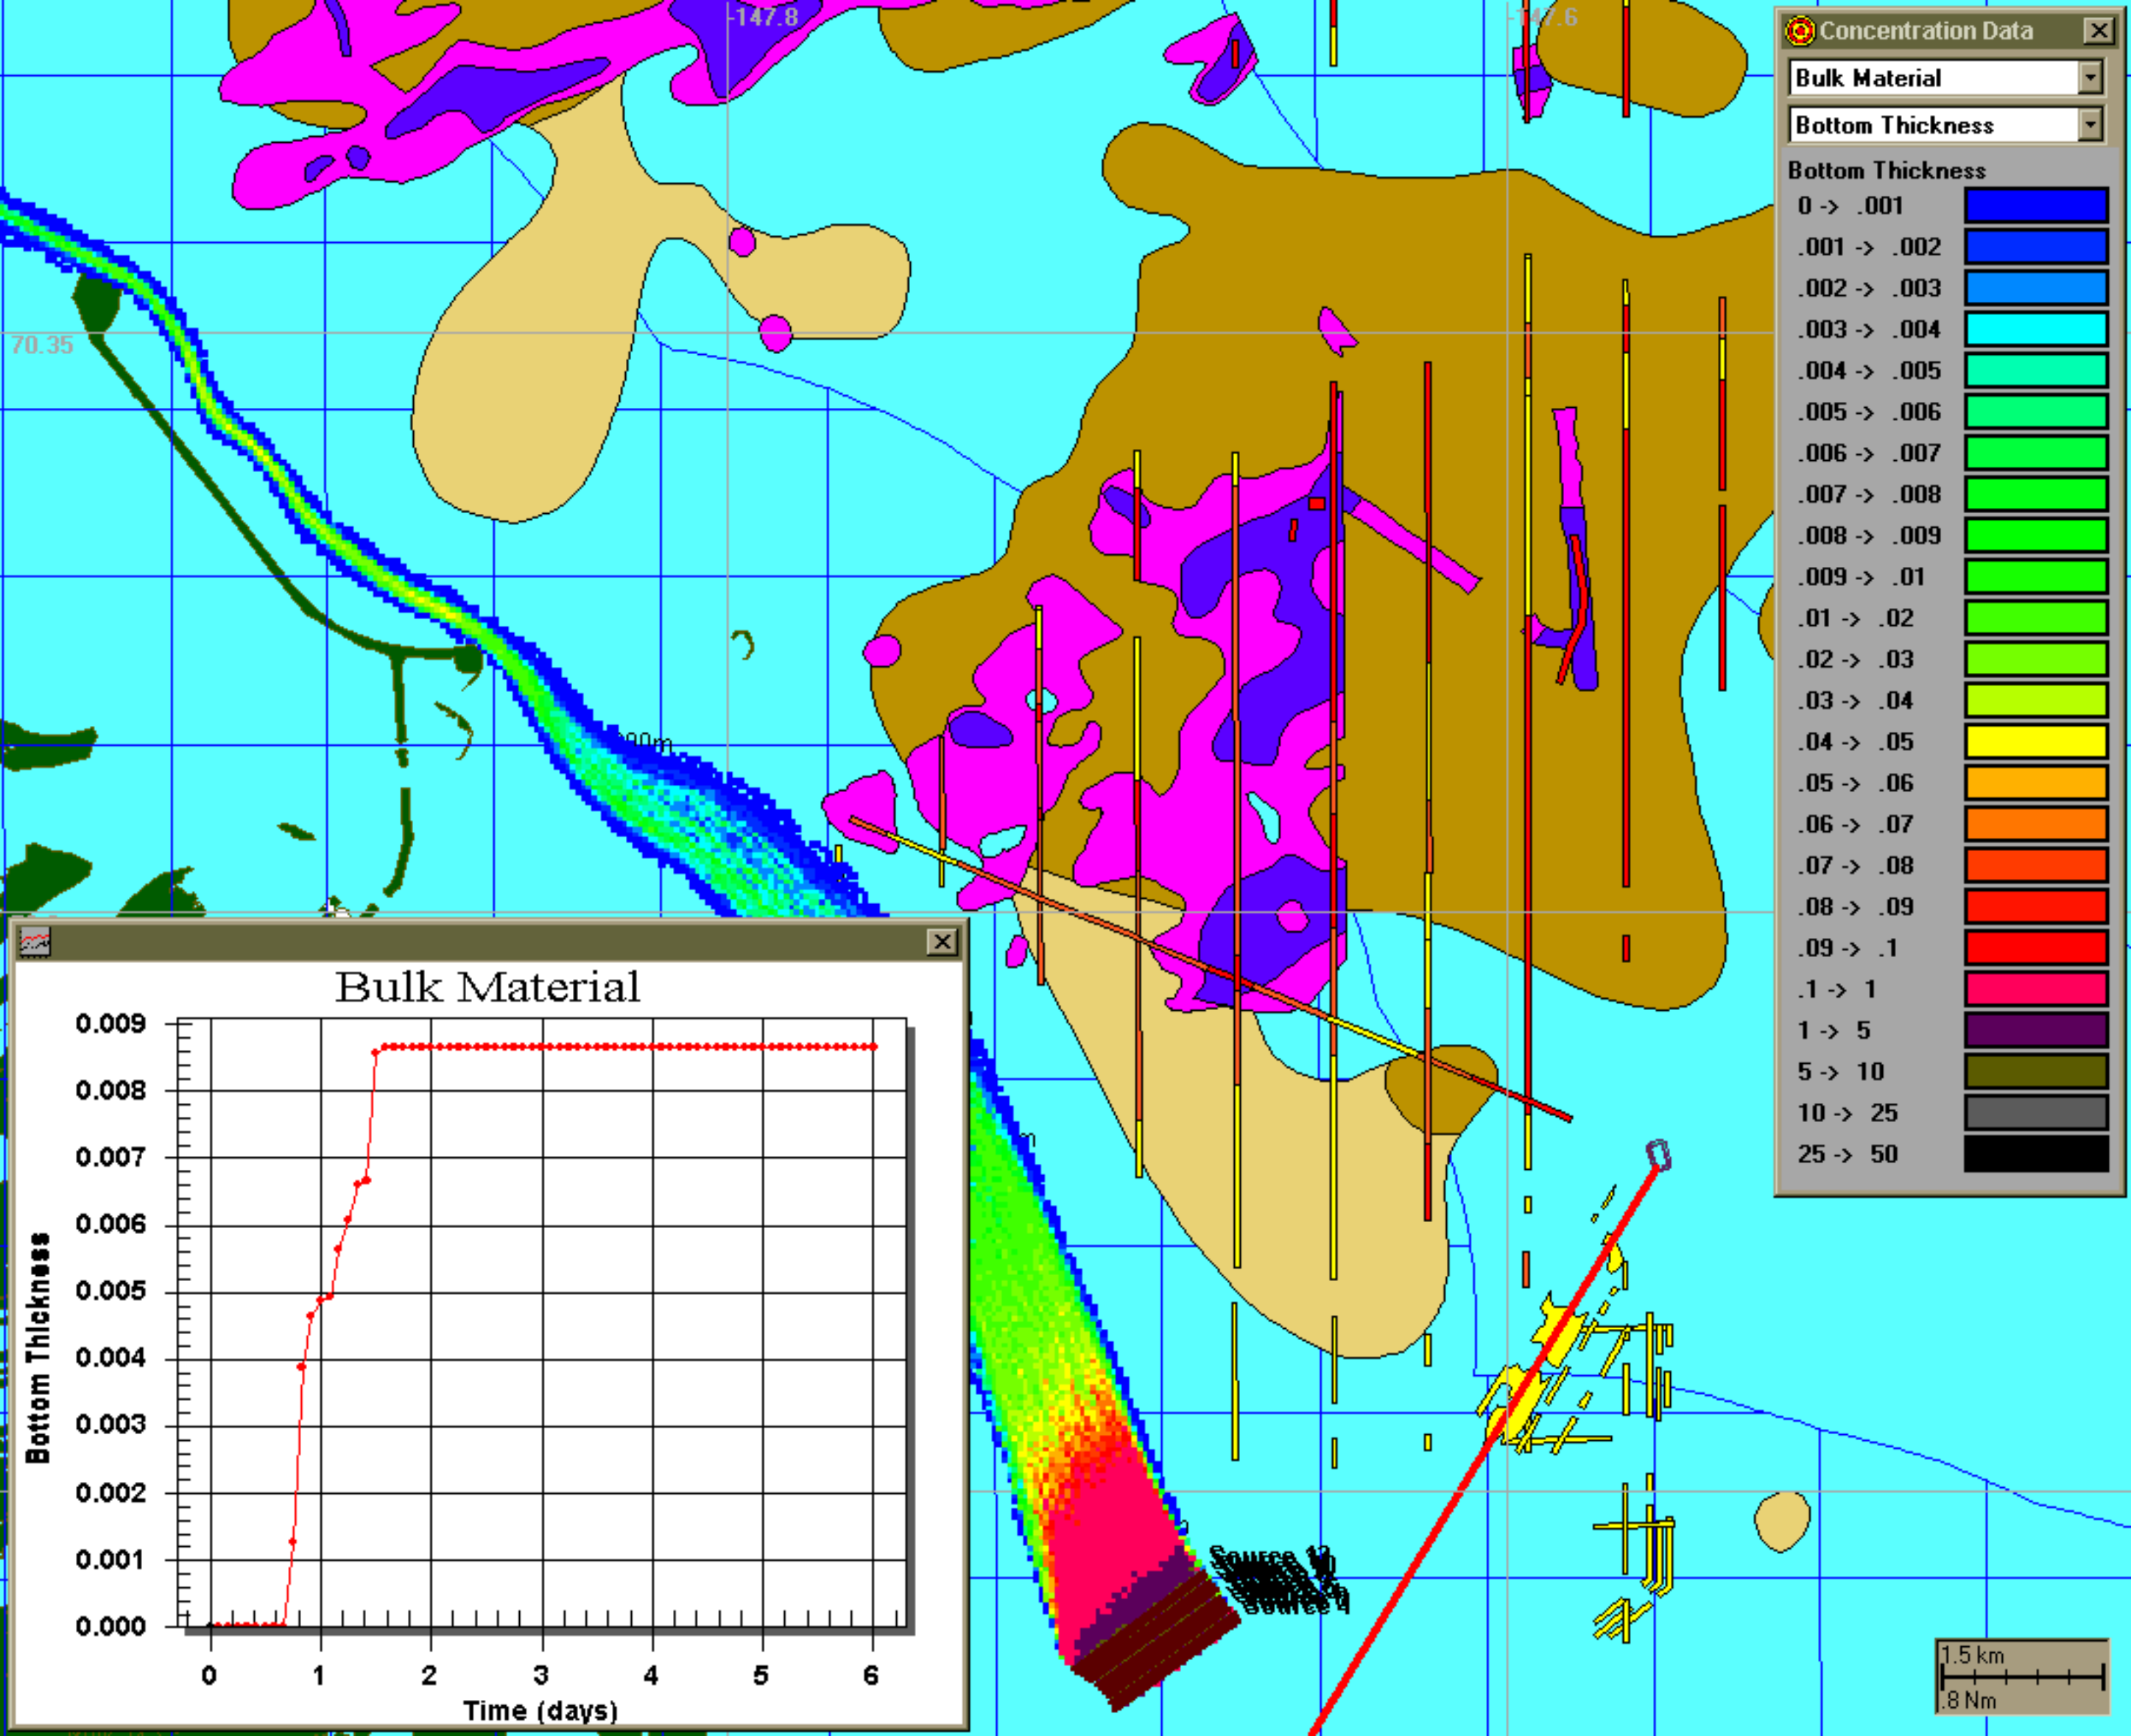 -147.8
-147.6
70.35
Concentration Data
Bulk Material
Bottom Thickness
Bottom Thickness
0 -> .001
.001 -> .002
.002 -> .003
.003 -> .004
.004 -> .005
.005 -> .006
.006 -> .007
.007 -> .008
.008 -> .009
.009 -> .01
.01 -> .02
.02 -> .03
.03 -> .04
.04 -> .05
.05 -> .06
.06 -> .07
.07 -> .08
.08 -> .09
.09 -> .1
.1 -> 1
1 -> 5
5 -> 10
10 -> 25
25 -> 50
Bulk Material
0.009
0.008
0.007
0.006
0.005
0.004
0.003
0.002
0.001
0.000
Bottom Thickness
0 1 2 3 4 5 6
Time (days)
Source 4
1.5 km
.8 Nm